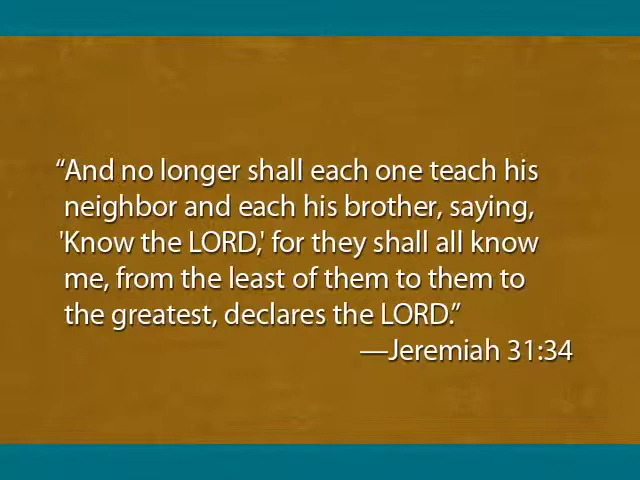 “And no longer shall each one teach his
neighbor and each his brother, saying,
'Know the LORD,' for they shall all know
me, from the least of them to them to
the greatest, declares the LORD.”
—Jeremiah 31:34